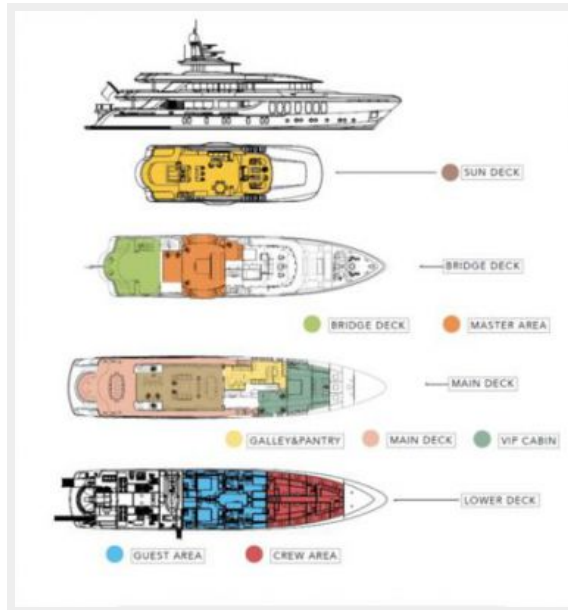 SUN DECK
BRIDGE DECK
BRIDGE DECK
MASTER AREA
MAIN DECK
GALLEY&PANTRY
MAIN DECK
VIP CABIN
LOWER DECK
GUEST AREA
CREW AREA